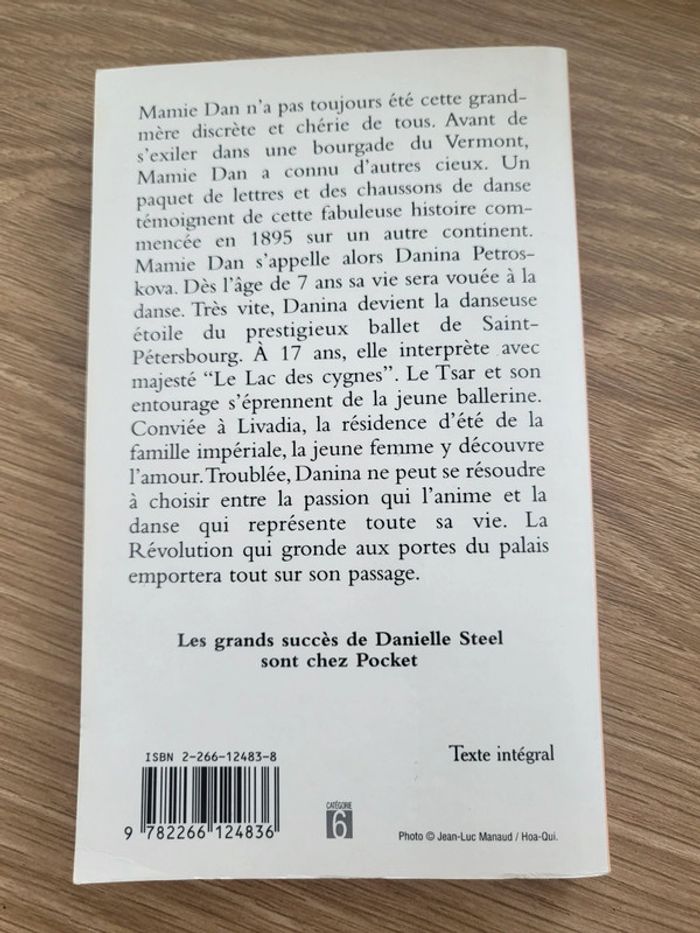 Mamie Dan n'a pas toujours été cette grand-
mère discrète et chérie de tous. Avant de
s'exiler dans une bourgade du Vermont,
Mamie Dan a connu d'autres cieux. Un
paquet de lettres et des chaussons de danse
témoignent de cette fabuleuse histoire com-
mencée en 1895 sur un autre continent.
Mamie Dan s'appelle alors Danina Petros-
kova. Dès l'âge de 7 ans sa vie sera vouée à la
danse. Très vite, Danina devient la danseuse
étoile du prestigieux ballet de Saint-
Pétersbourg. À 17 ans, elle interprète avec
majesté “Le Lac des cygnes”. Le Tsar et son
entourage s'éprennent de la jeune ballerine.
Conviée à Livadia, la résidence d'été de la
famille impériale, la jeune femme y découvre
l'amour. Troublée, Danina ne peut se résoudre
à choisir entre la passion qui l'anime et la
danse qui représente toute sa vie. La
Révolution qui gronde aux portes du palais
emportera tout sur son passage.
Les grands succès de Danielle Steel
sont chez Pocket
ISBN 2-266-12483-8
Texte intégral
9 782266 124836
CATÉGORIE
6
Photo © Jean-Luc Manaud / Hoa-Qui.